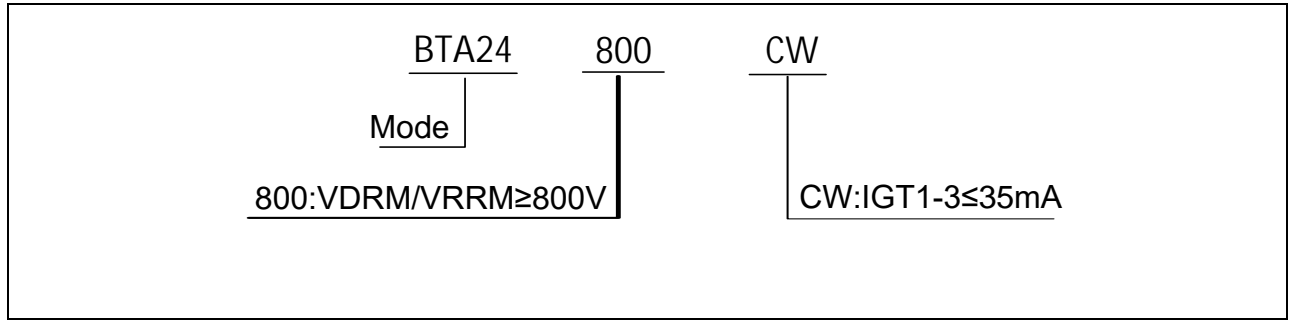 BTA24 800 CW
Mode
800:VDRM/VRRM≥800V CW:IGT1-3≤35mA